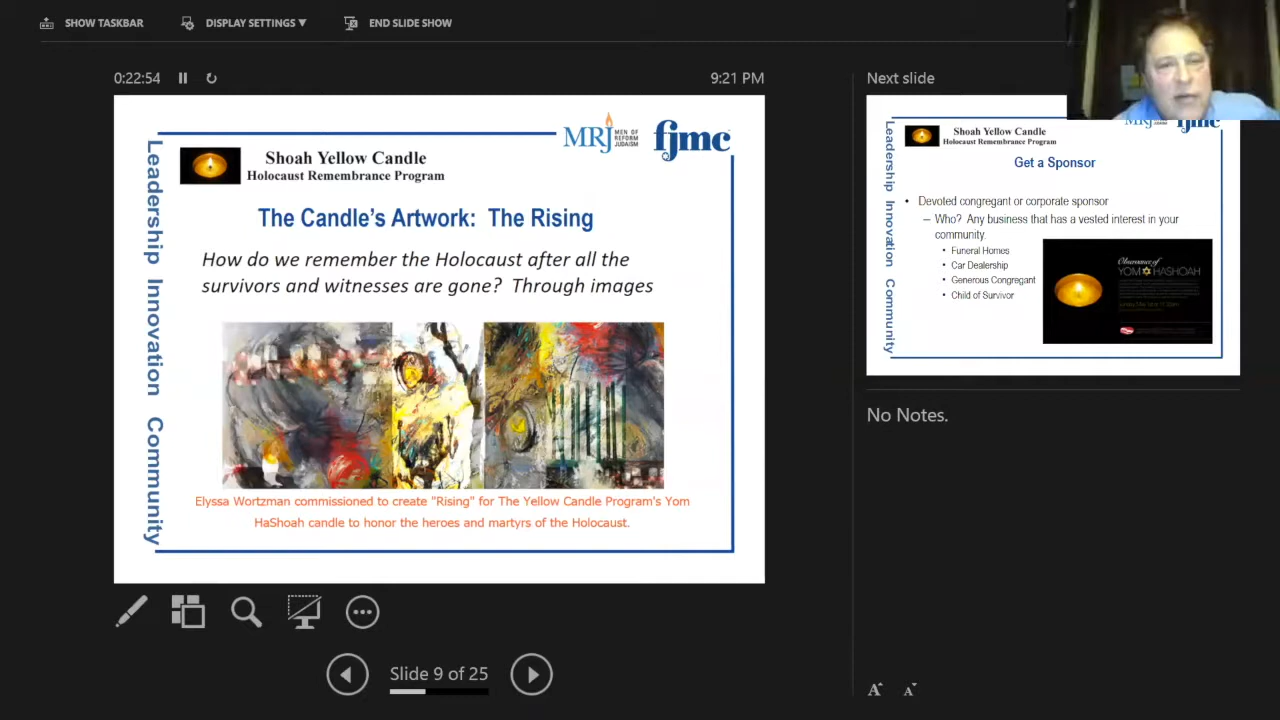 SHOW TASKBAR
DISPLAY SETTINGS ▼
END SLIDE SHOW
0:22:54
9:21 PM
MRJ MEN OF REFORM JUDAISM
fjmc
Shoah Yellow Candle
Holocaust Remembrance Program
Leadership Innovation Community
The Candle's Artwork: The Rising
How do we remember the Holocaust after all the
survivors and witnesses are gone? Through images
Elyssa Wortzman commissioned to create "Rising" for The Yellow Candle Program's Yom
HaShoah candle to honor the heroes and martyrs of the Holocaust.
Slide 9 of 25
Next slide
MRJ
fjmc
Shoah Yellow Candle
Holocaust Remembrance Program
Leadership Innovation Community
Get a Sponsor
• Devoted congregant or corporate sponsor
– Who? Any business that has a vested interest in your
community.
• Funeral Homes
• Car Dealership
• Generous Congregant
• Child of Survivor
Observance of
YOM HASHOAH
No Notes.
A A